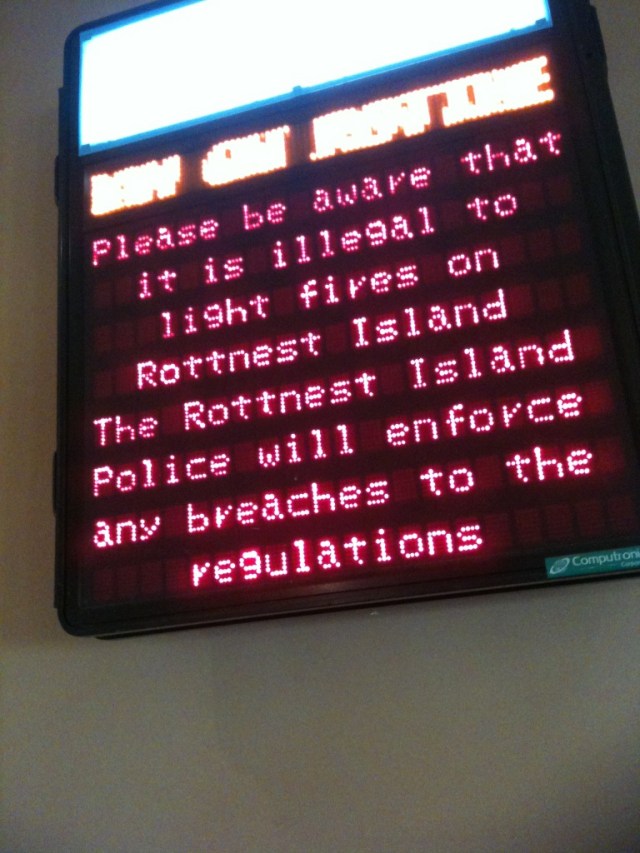 Please be aware that
it is illegal to
light fires on
Rottnest Island
The Rottnest Island
Police will enforce
any breaches to the
regulations